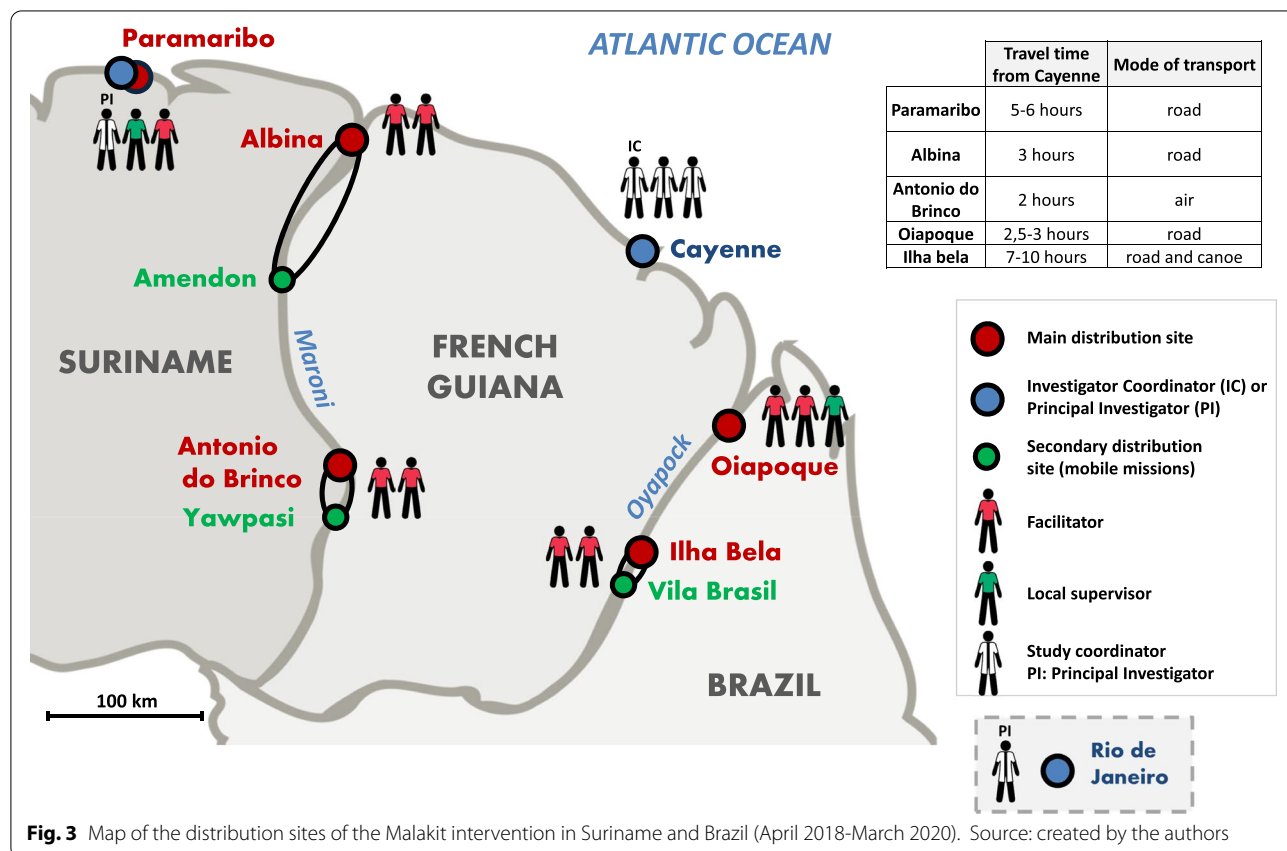 Paramaribo
ATLANTIC OCEAN
PI
Albina
IC
Cayenne
Amendon
Maroni
SURINAME
FRENCH
GUIANA
Antonio
do Brinco
Yawpasi
Oiapoque
Oyapock
Ilha Bela
Vila Brasil
BRAZIL
100 km
Travel time
from Cayenne
Mode of transport
Paramaribo 5-6 hours road
Albina 3 hours road
Antonio do
Brinco
2 hours air
Oiapoque 2,5-3 hours road
Ilha bela 7-10 hours road and canoe
Main distribution site
Investigator Coordinator (IC) or
Principal Investigator (PI)
Secondary distribution
site (mobile missions)
Facilitator
Local supervisor
Study coordinator
PI: Principal Investigator
PI
Rio de
Janeiro
Fig. 3 Map of the distribution sites of the Malakit intervention in Suriname and Brazil (April 2018-March 2020). Source: created by the authors